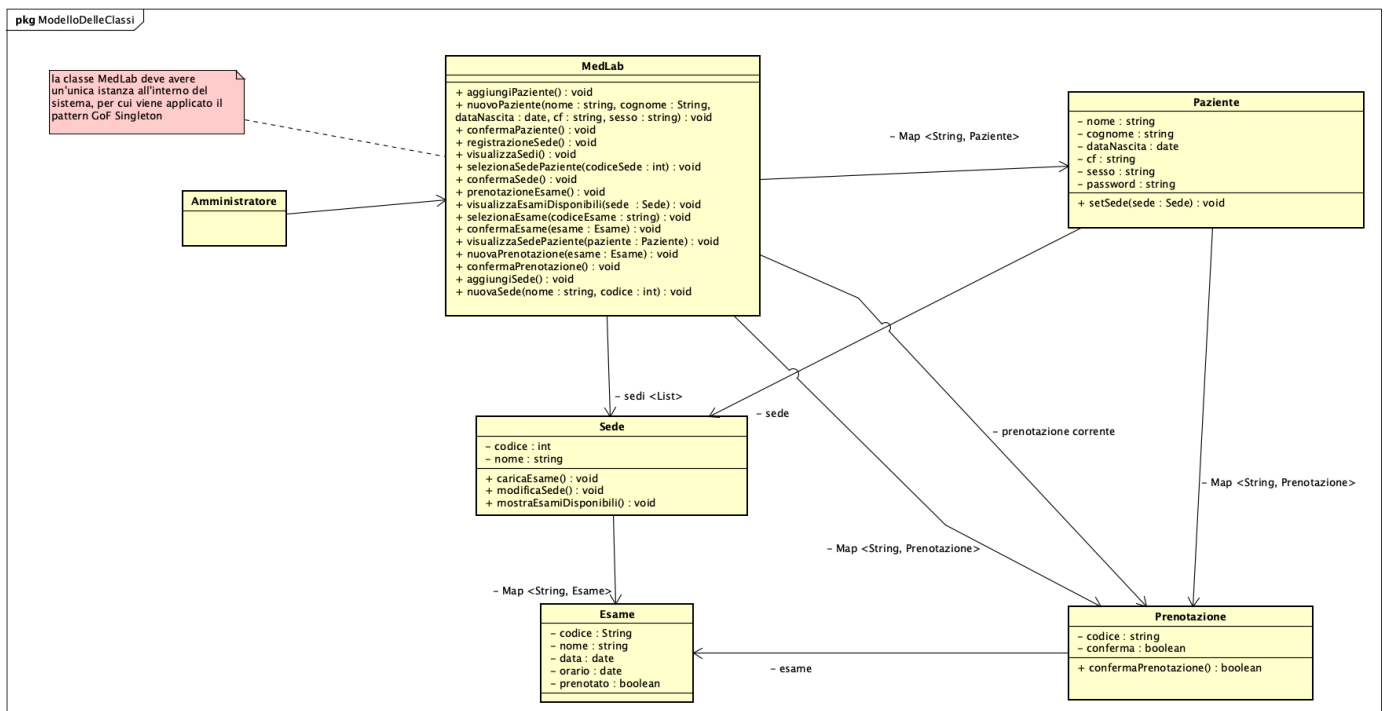 pkg ModelloDelleClassi
la classe MedLab deve avere
un'unica istanza all'interno del
sistema, per cui viene applicato il
pattern GoF Singleton
Amministratore
MedLab
+ aggiungiPaziente() : void
+ nuovoPaziente(nome : string, cognome : String,
dataNascita : date, cf : string, sesso : string) : void
+ confermaPaziente() : void
+ registrazioneSede() : void
+ visualizzaSedi() : void
+ selezionaSedePaziente(codiceSede : int) : void
+ confermaSede() : void
+ prenotazioneEsame() : void
+ visualizzaEsamiDisponibili(sede : Sede) : void
+ selezionaEsame(codiceEsame : string) : void
+ confermaEsame(esame : Esame) : void
+ visualizzaSedePaziente(paziente : Paziente) : void
+ nuovaPrenotazione(esame : Esame) : void
+ confermaPrenotazione() : void
+ aggiungiSede() : void
+ nuovaSede(nome : string, codice : int) : void
- Map <String, Paziente>
Paziente
- nome : string
- cognome : string
- dataNascita : date
- cf : string
- sesso : string
- password : string
+ setSede(sede : Sede) : void
- sedi <List>
- sede
- prenotazione corrente
- Map <String, Prenotazione>
- Map <String, Prenotazione>
Sede
- codice : int
- nome : string
+ caricaEsame() : void
+ modificaSede() : void
+ mostraEsamiDisponibili() : void
- Map <String, Esame>
Esame
- codice : String
- nome : string
- data : date
- orario : date
- prenotato : boolean
- esame
Prenotazione
- codice : string
- conferma : boolean
+ confermaPrenotazione() : boolean